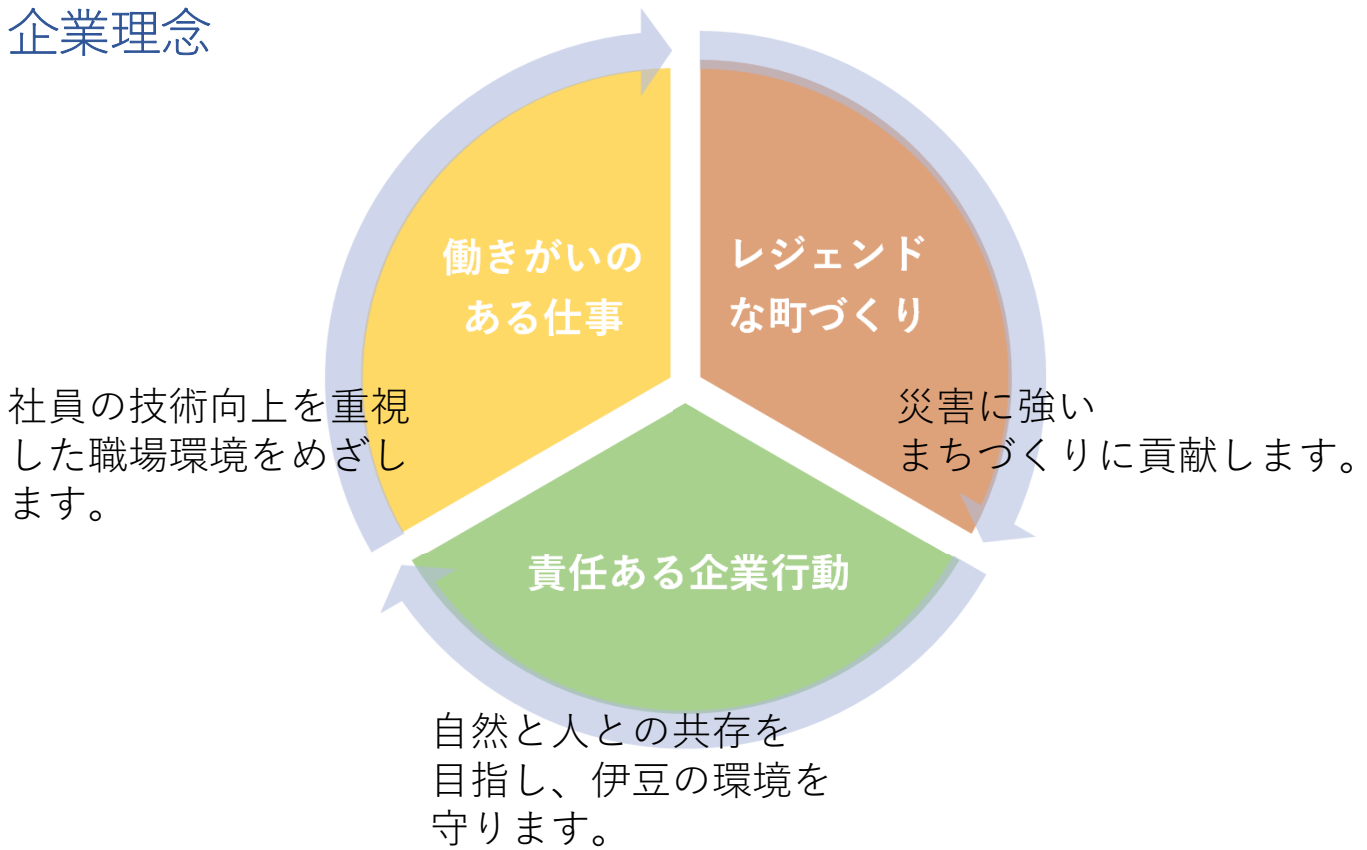 企業理念
働きがいの
ある仕事
レジェンド
な町づくり
社員の技術向上を重視
した職場環境をめざし
ます。
災害に強い
まちづくりに貢献します。
責任ある企業行動
自然と人との共存を
目指し、伊豆の環境を
守ります。